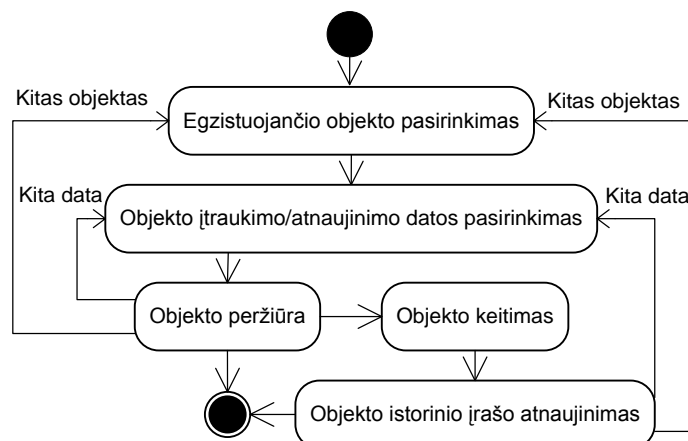 Kitas objektas
Kitas objektas
Egzistuojančio objekto pasirinkimas
Kita data
Kita data
Objekto įtraukimo/atnaujinimo datos pasirinkimas
Objekto peržiūra
Objekto keitimas
Objekto istorinio įrašo atnaujinimas